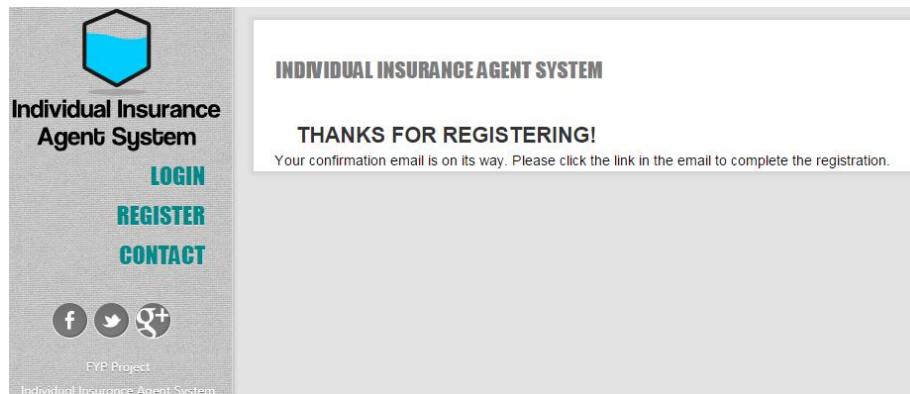 Individual Insurance
Agent System
LOGIN
REGISTER
CONTACT
f
g+
FYP Project
Individual Insurance Agent System
INDIVIDUAL INSURANCE AGENT SYSTEM
THANKS FOR REGISTERING!
Your confirmation email is on its way. Please click the link in the email to complete the registration.